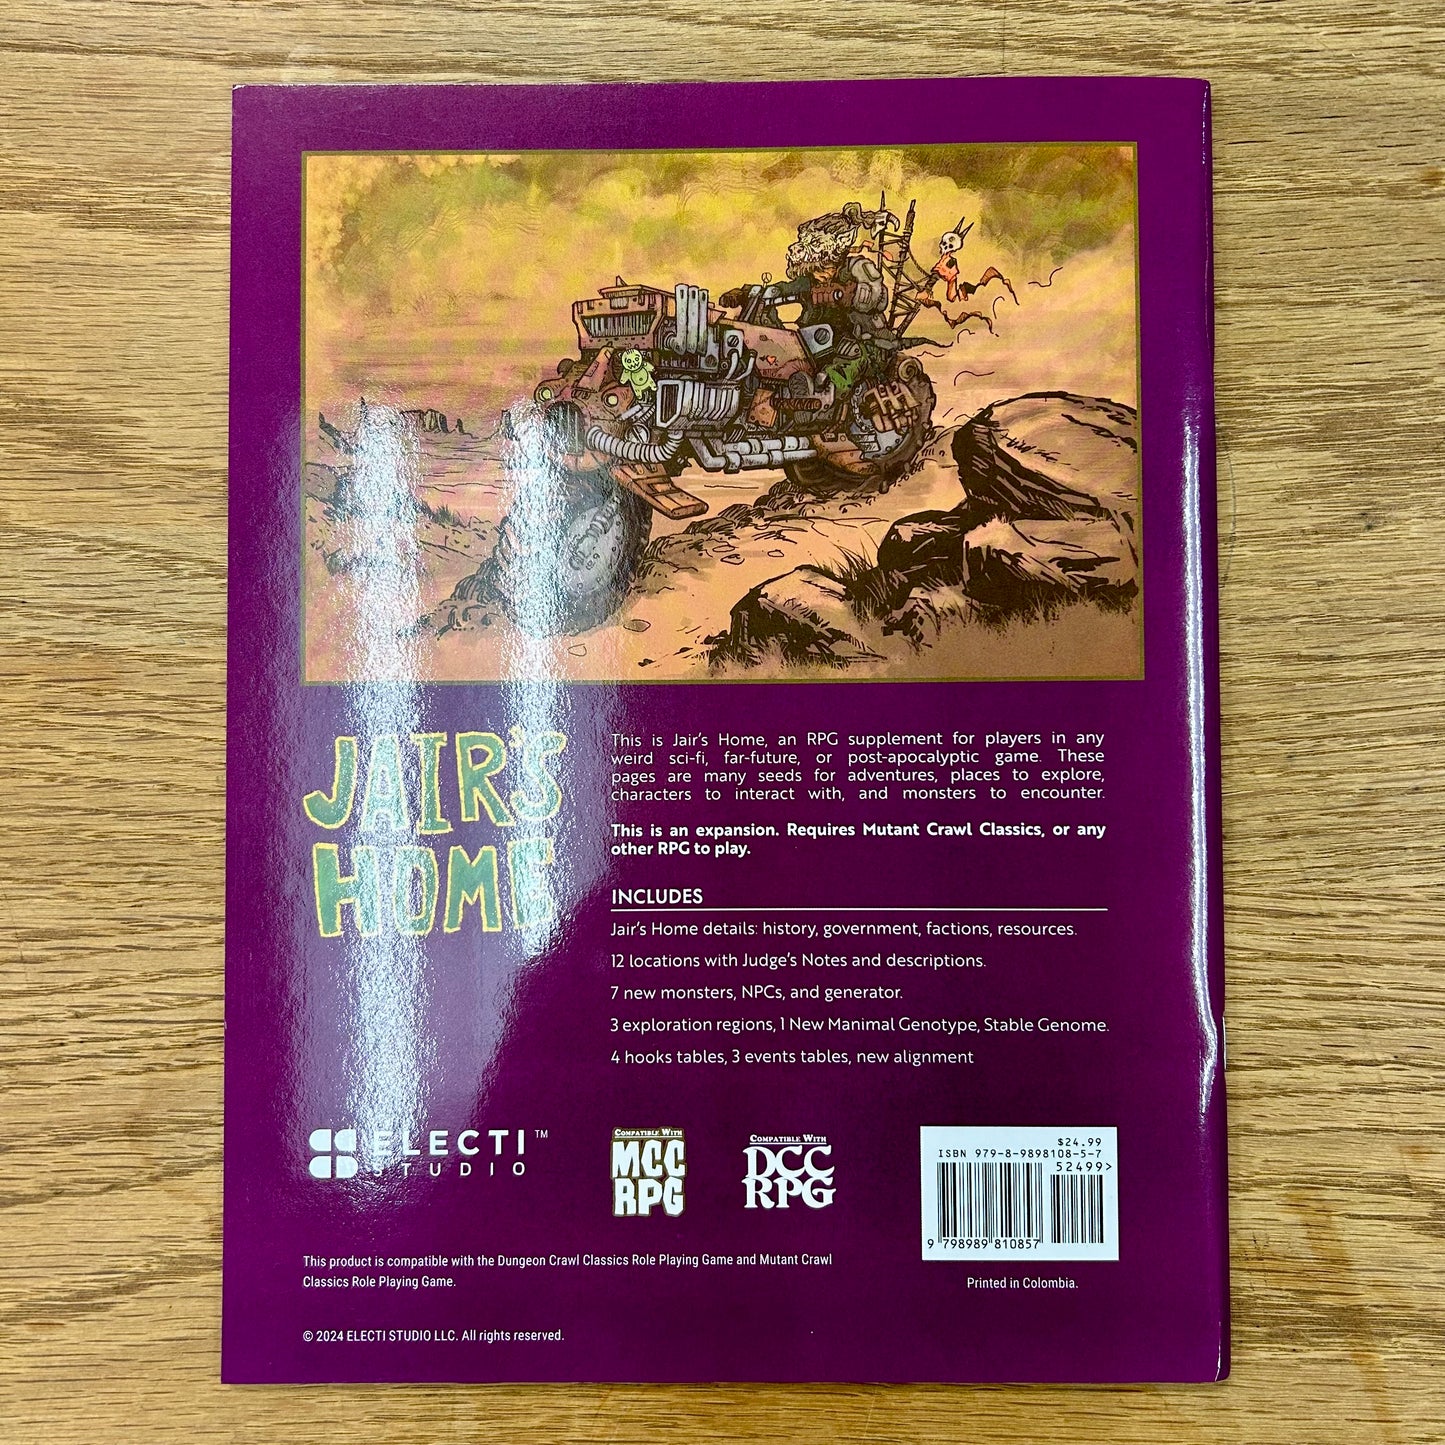 JAIR'S
HOME
This is Jair's Home, an RPG supplement for players in any
weird sci-fi, far-future, or post-apocalyptic game. These
pages are many seeds for adventures, places to explore,
characters to interact with, and monsters to encounter.
This is an expansion. Requires Mutant Crawl Classics, or any
other RPG to play.
INCLUDES
Jair's Home details: history, government, factions, resources.
12 locations with Judge's Notes and descriptions.
7 new monsters, NPCs, and generator.
3 exploration regions, 1 New Manimal Genotype, Stable Genome.
4 hooks tables, 3 events tables, new alignment
ELECTI™
STUDIO
COMPATIBLE WITH
MCC
RPG
COMPATIBLE WITH
DCC
RPG
$24.99
ISBN 979-8-9898108-5-7
52499>
9 798989 810857
Printed in Colombia.
This product is compatible with the Dungeon Crawl Classics Role Playing Game and Mutant Crawl
Classics Role Playing Game.
© 2024 ELECTI STUDIO LLC. All rights reserved.